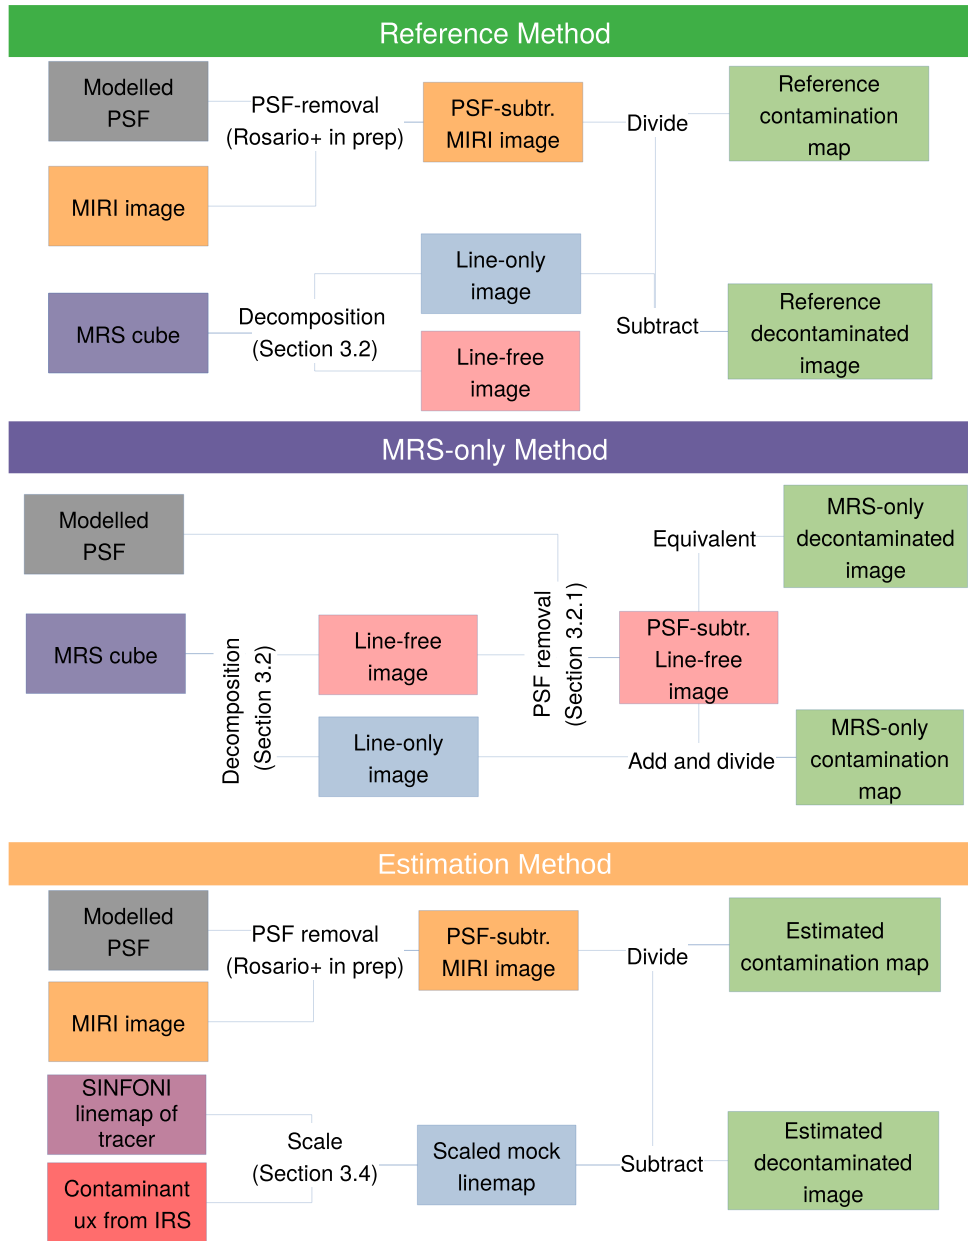 Reference Method
Modelled
PSF
PSF-removal
(Rosario+ in prep)
MIRI image
PSF-subtr.
MIRI image
Divide
Reference
contamination
map
MRS cube
Decomposition
(Section 3.2)
Line-only
image
Line-free
image
Subtract
Reference
decontaminated
image
MRS-only Method
Modelled
PSF
MRS cube
Decomposition
(Section 3.2)
Line-free
image
Line-only
image
PSF removal
(Section 3.2.1)
PSF-subtr.
Line-free
image
Equivalent
MRS-only
decontaminated
image
Add and divide
MRS-only
contamination
map
Estimation Method
Modelled
PSF
PSF removal
(Rosario+ in prep)
MIRI image
PSF-subtr.
MIRI image
Divide
Estimated
contamination map
SINFONI
linemap of
tracer
Contaminant
ux from IRS
Scale
(Section 3.4)
Scaled mock
linemap
Subtract
Estimated
decontaminated
image